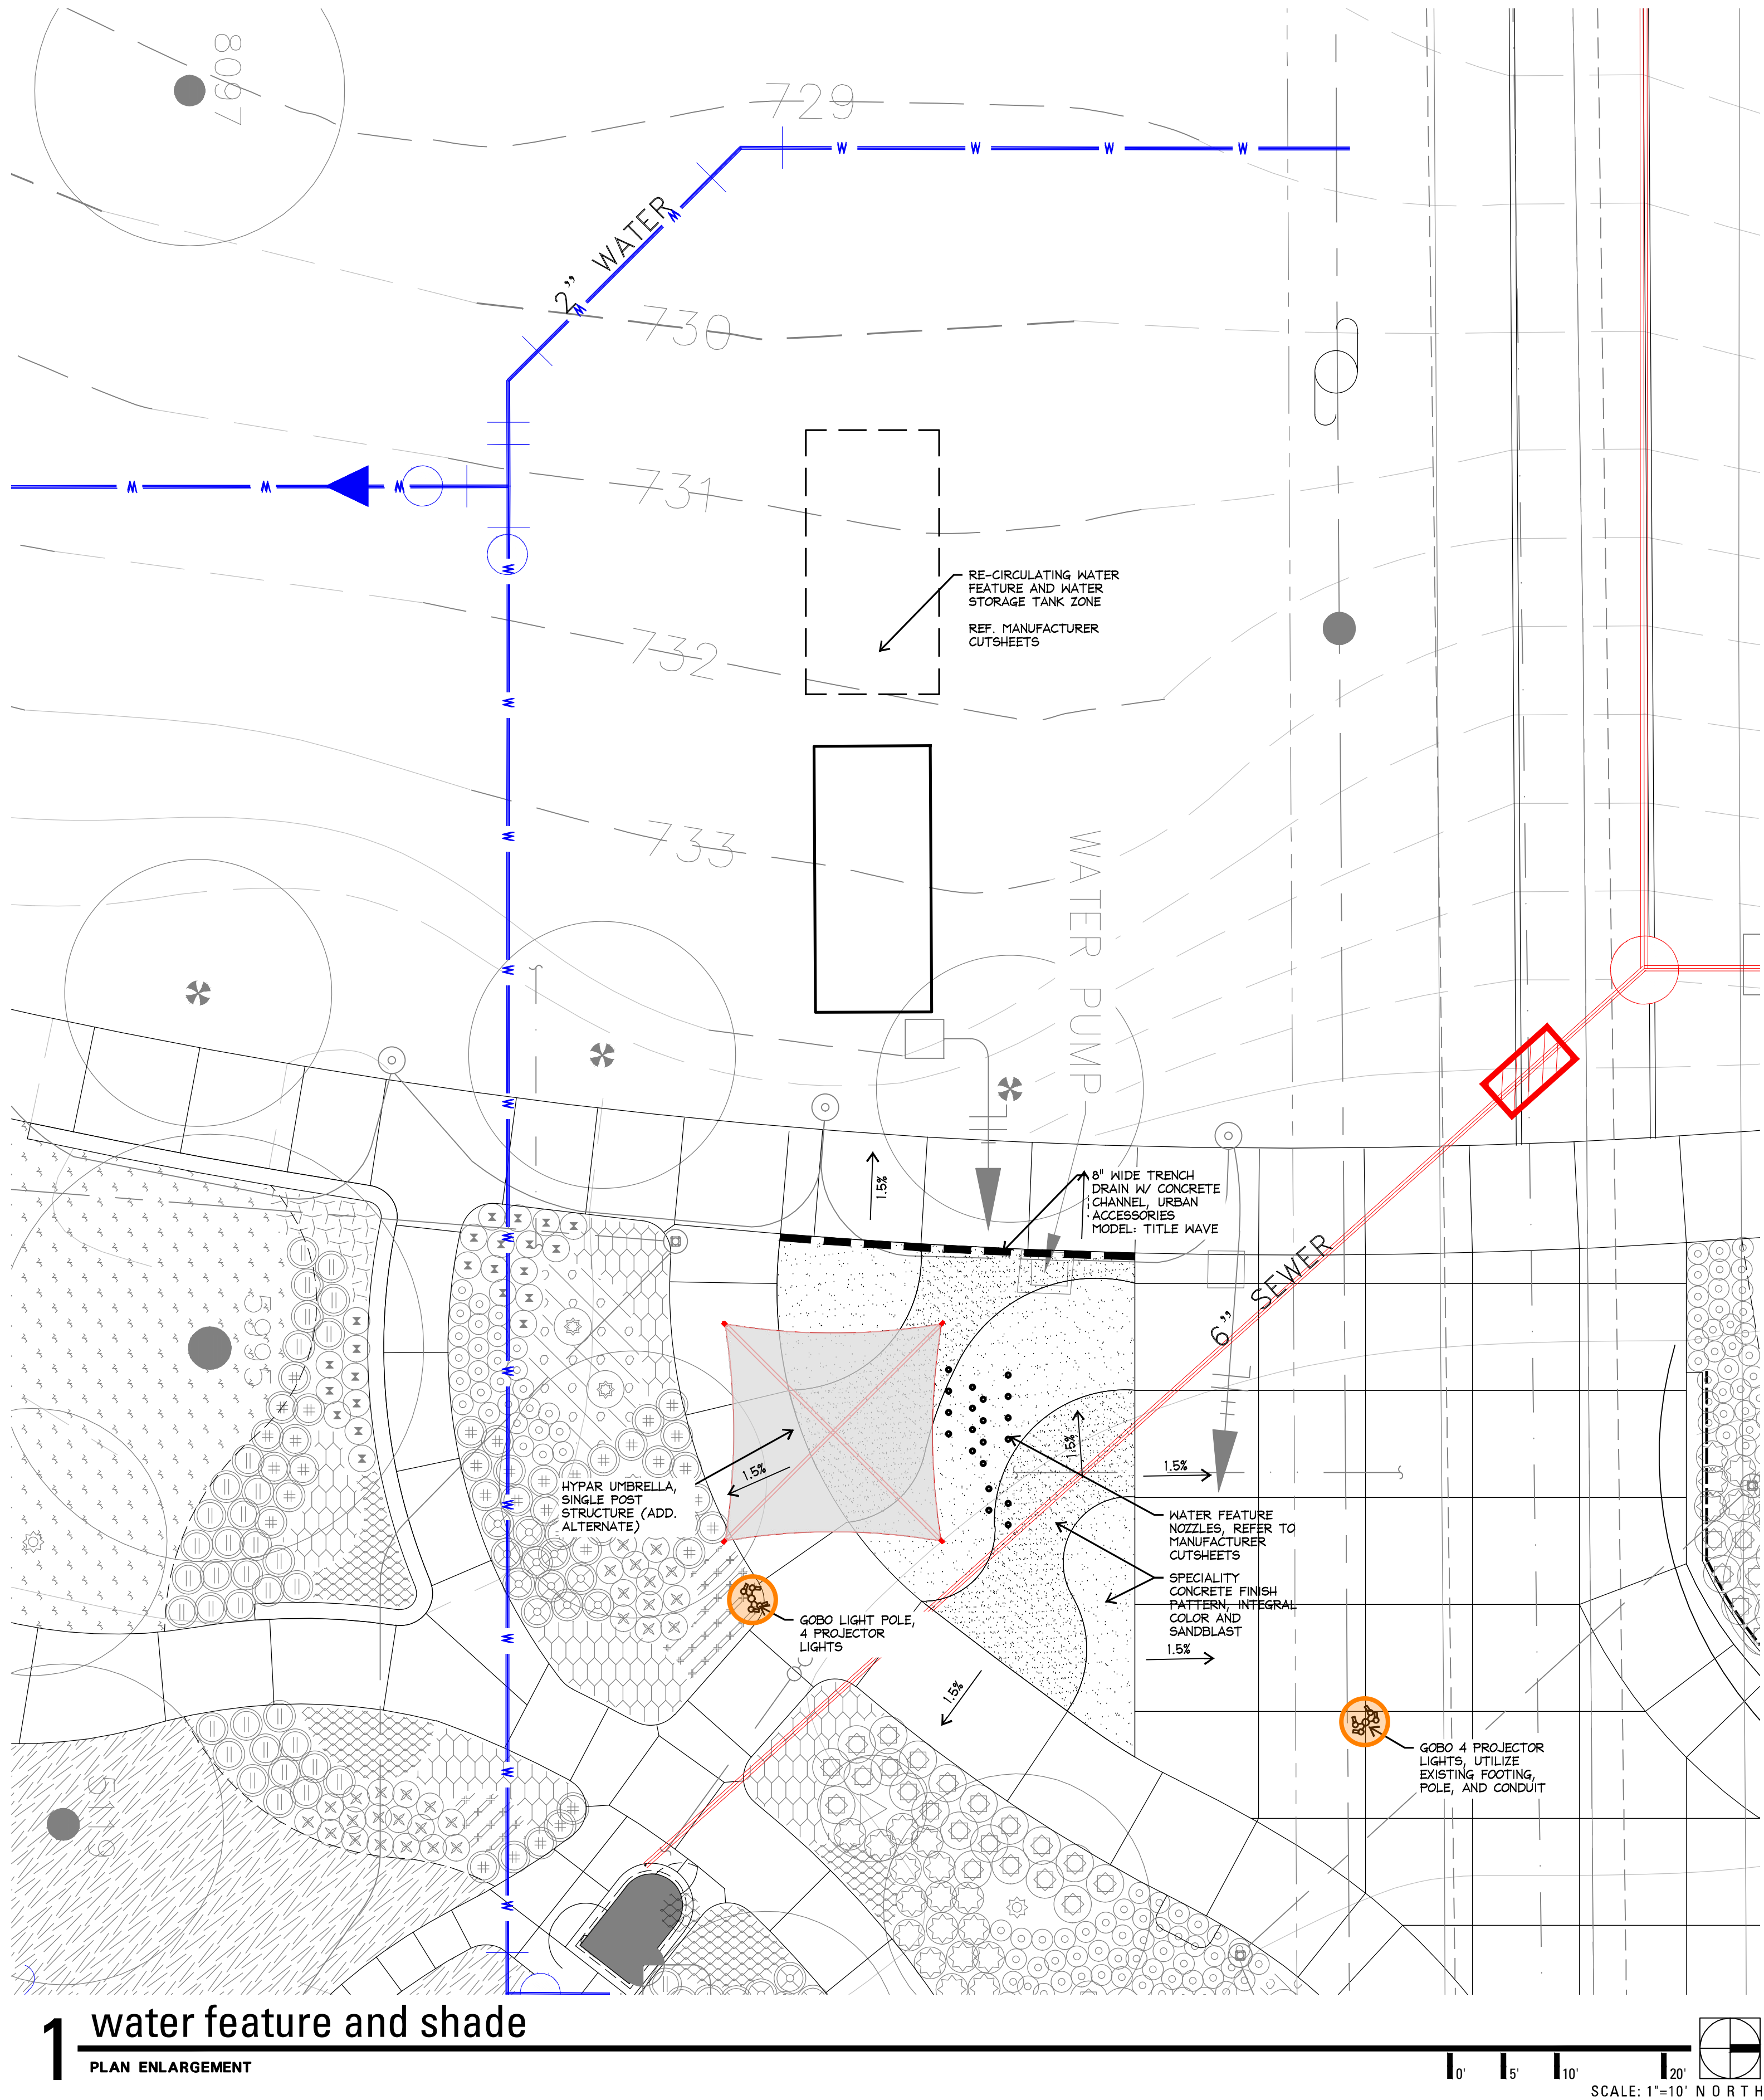 8097
729
W W W W
2" WATER
W
W
730
731
W W W
W
RE-CIRCULATING WATER
FEATURE AND WATER
STORAGE TANK ZONE
REF. MANUFACTURER
CUTSHEETS
732
W
W
733
WATER PUMP
W
W
1.5%
8" WIDE TRENCH
DRAIN W/ CONCRETE
CHANNEL, URBAN
ACCESSORIES
MODEL: TITLE WAVE
W
6" SEWER
W
1.5%
1.5%
1.5%
HYPAR UMBRELLA,
SINGLE POST
STRUCTURE (ADD.
ALTERNATE)
W
WATER FEATURE
NOZZLES, REFER TO
MANUFACTURER
CUTSHEETS
SPECIALITY
CONCRETE FINISH
PATTERN, INTEGRAL
COLOR AND
SANDBLAST
1.5%
GOBO LIGHT POLE,
4 PROJECTOR
LIGHTS
W
1.5%
GOBO 4 PROJECTOR
LIGHTS, UTILIZE
EXISTING FOOTING,
POLE, AND CONDUIT
W
W
1 water feature and shade
PLAN ENLARGEMENT
0' 5' 10' 20'
SCALE: 1"=10' NORTH